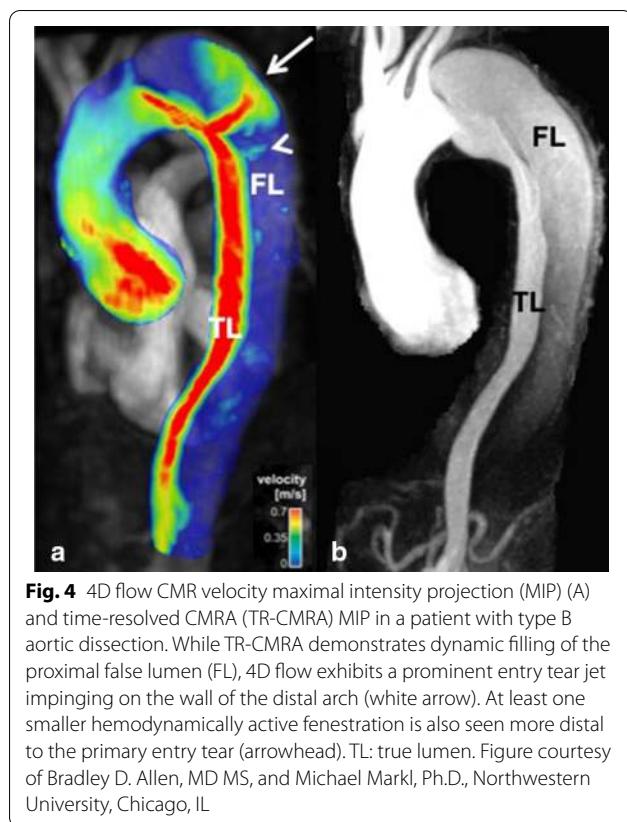 FL
FL
TL
TL
velocity
[m/s]
0.7
0.35
0
a
b
Fig. 4 4D flow CMR velocity maximal intensity projection (MIP) (A)
and time-resolved CMRA (TR-CMRA) MIP in a patient with type B
aortic dissection. While TR-CMRA demonstrates dynamic filling of the
proximal false lumen (FL), 4D flow exhibits a prominent entry tear jet
impinging on the wall of the distal arch (white arrow). At least one
smaller hemodynamically active fenestration is also seen more distal
to the primary entry tear (arrowhead). TL: true lumen. Figure courtesy
of Bradley D. Allen, MD MS, and Michael Markl, Ph.D., Northwestern
University, Chicago, IL